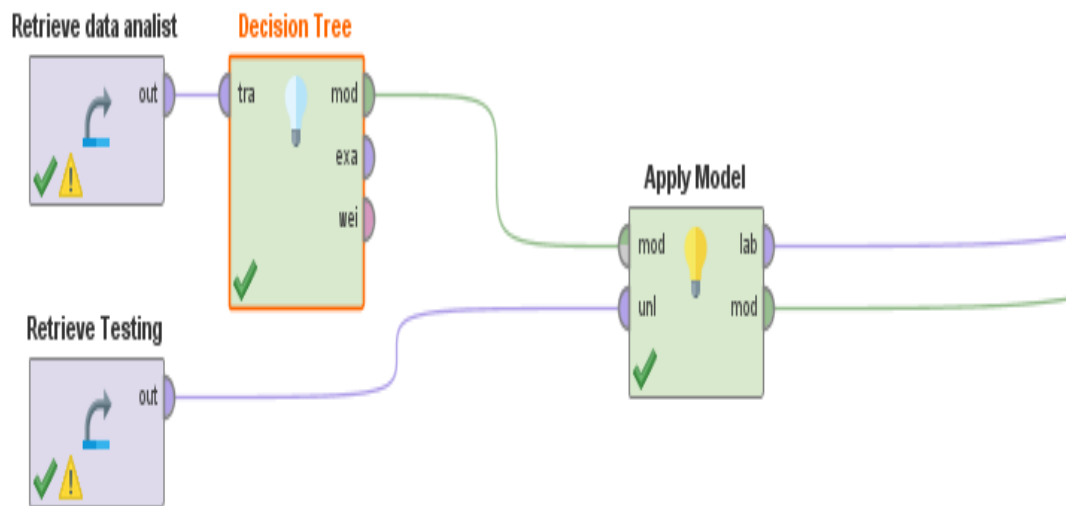 Retrieve data analist
out
Decision Tree
tra
mod
exa
wei
Apply Model
mod
lab
unl
mod
Retrieve Testing
out